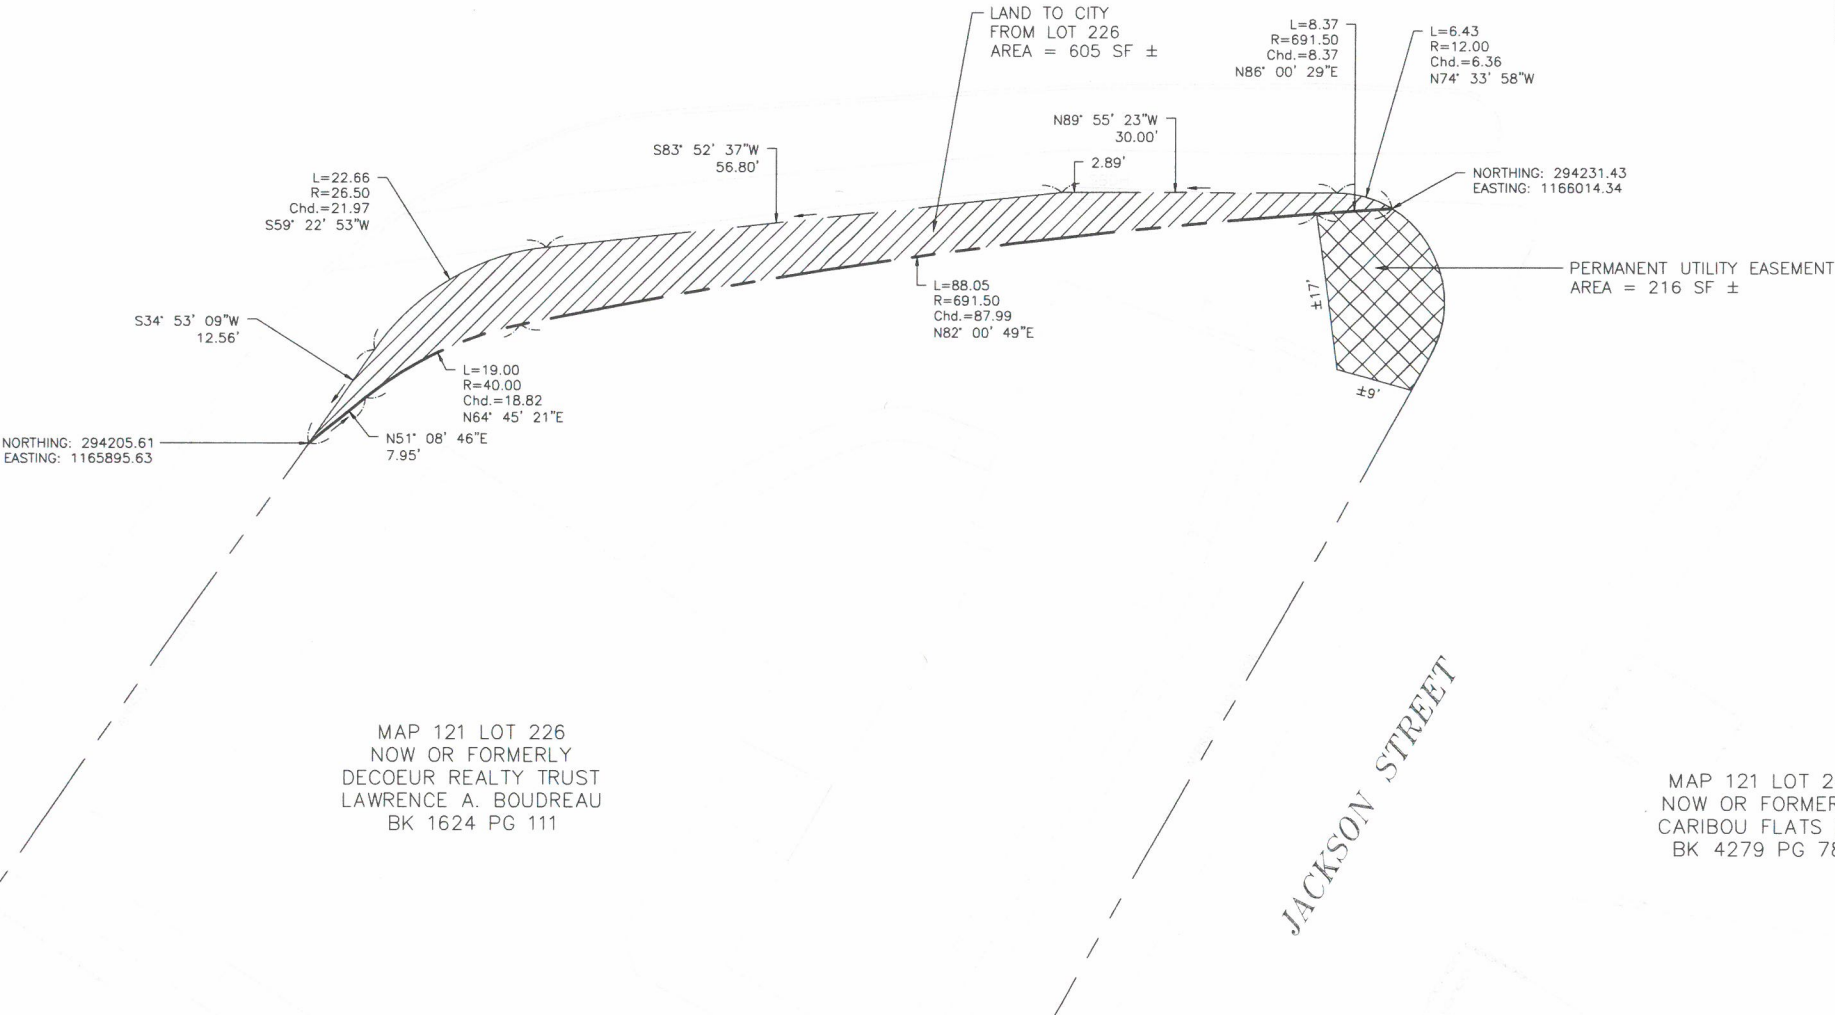 LAND TO CITY
FROM LOT 226
AREA = 605 SF ±
L=8.37
R=691.50
Chd.=8.37
N86° 00' 29"E
L=6.43
R=12.00
Chd.=6.36
N74° 33' 58"W
N89° 55' 23"W
30.00'
S83° 52' 37"W
56.80'
2.89'
NORTHING: 294231.43
EASTING: 1166014.34
L=22.66
R=26.50
Chd.=21.97
S59° 22' 53"W
PERMANENT UTILITY EASEMENT
AREA = 216 SF ±
±17'
L=88.05
R=691.50
Chd.=87.99
N82° 00' 49"E
S34° 53' 09"W
12.56'
L=19.00
R=40.00
Chd.=18.82
N64° 45' 21"E
±9'
NORTHING: 294205.61
EASTING: 1165895.63
N51° 08' 46"E
7.95'
JACKSON STREET
MAP 121 LOT 226
NOW OR FORMERLY
DECOEUR REALTY TRUST
LAWRENCE A. BOUDREAU
BK 1624 PG 111
MAP 121 LOT
NOW OR
CARIBOU FLATS
BK 4279 PG